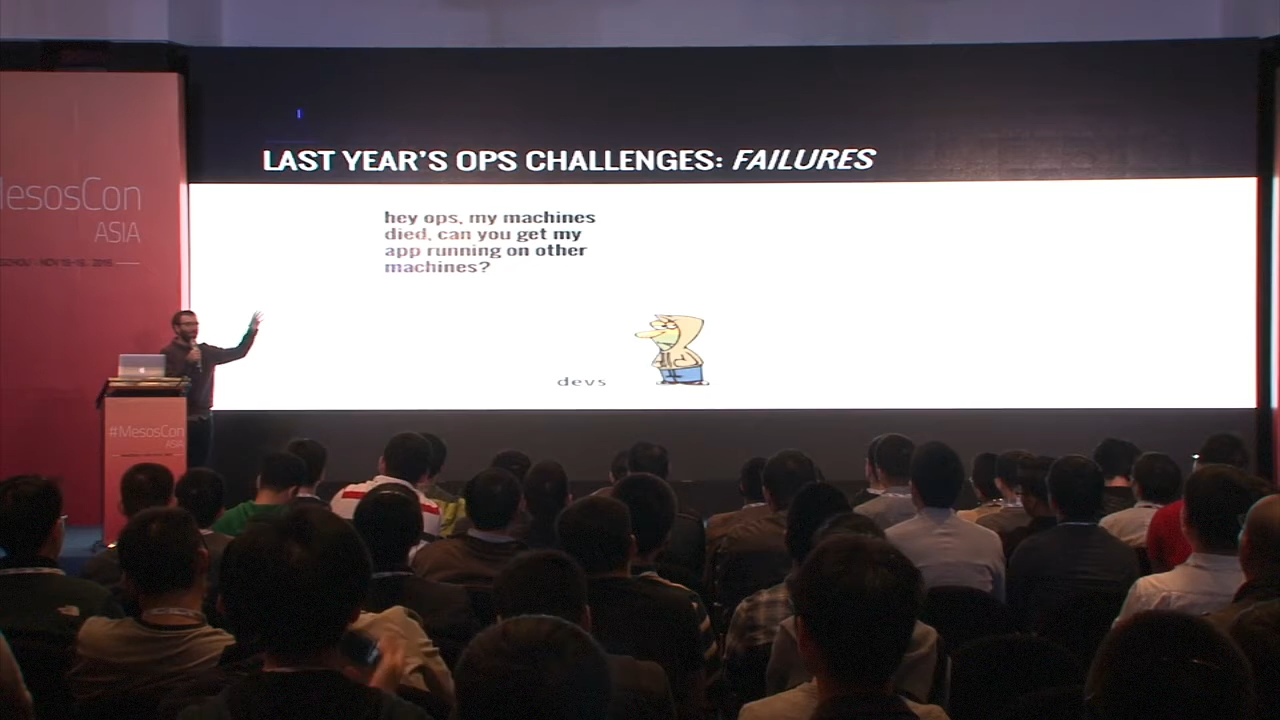 LAST YEAR'S OPS CHALLENGES: FAILURES
hey ops, my machines
died, can you get my
app running on other
machines?
devs
MesosCon
ASIA
#MesosCon
ASIA